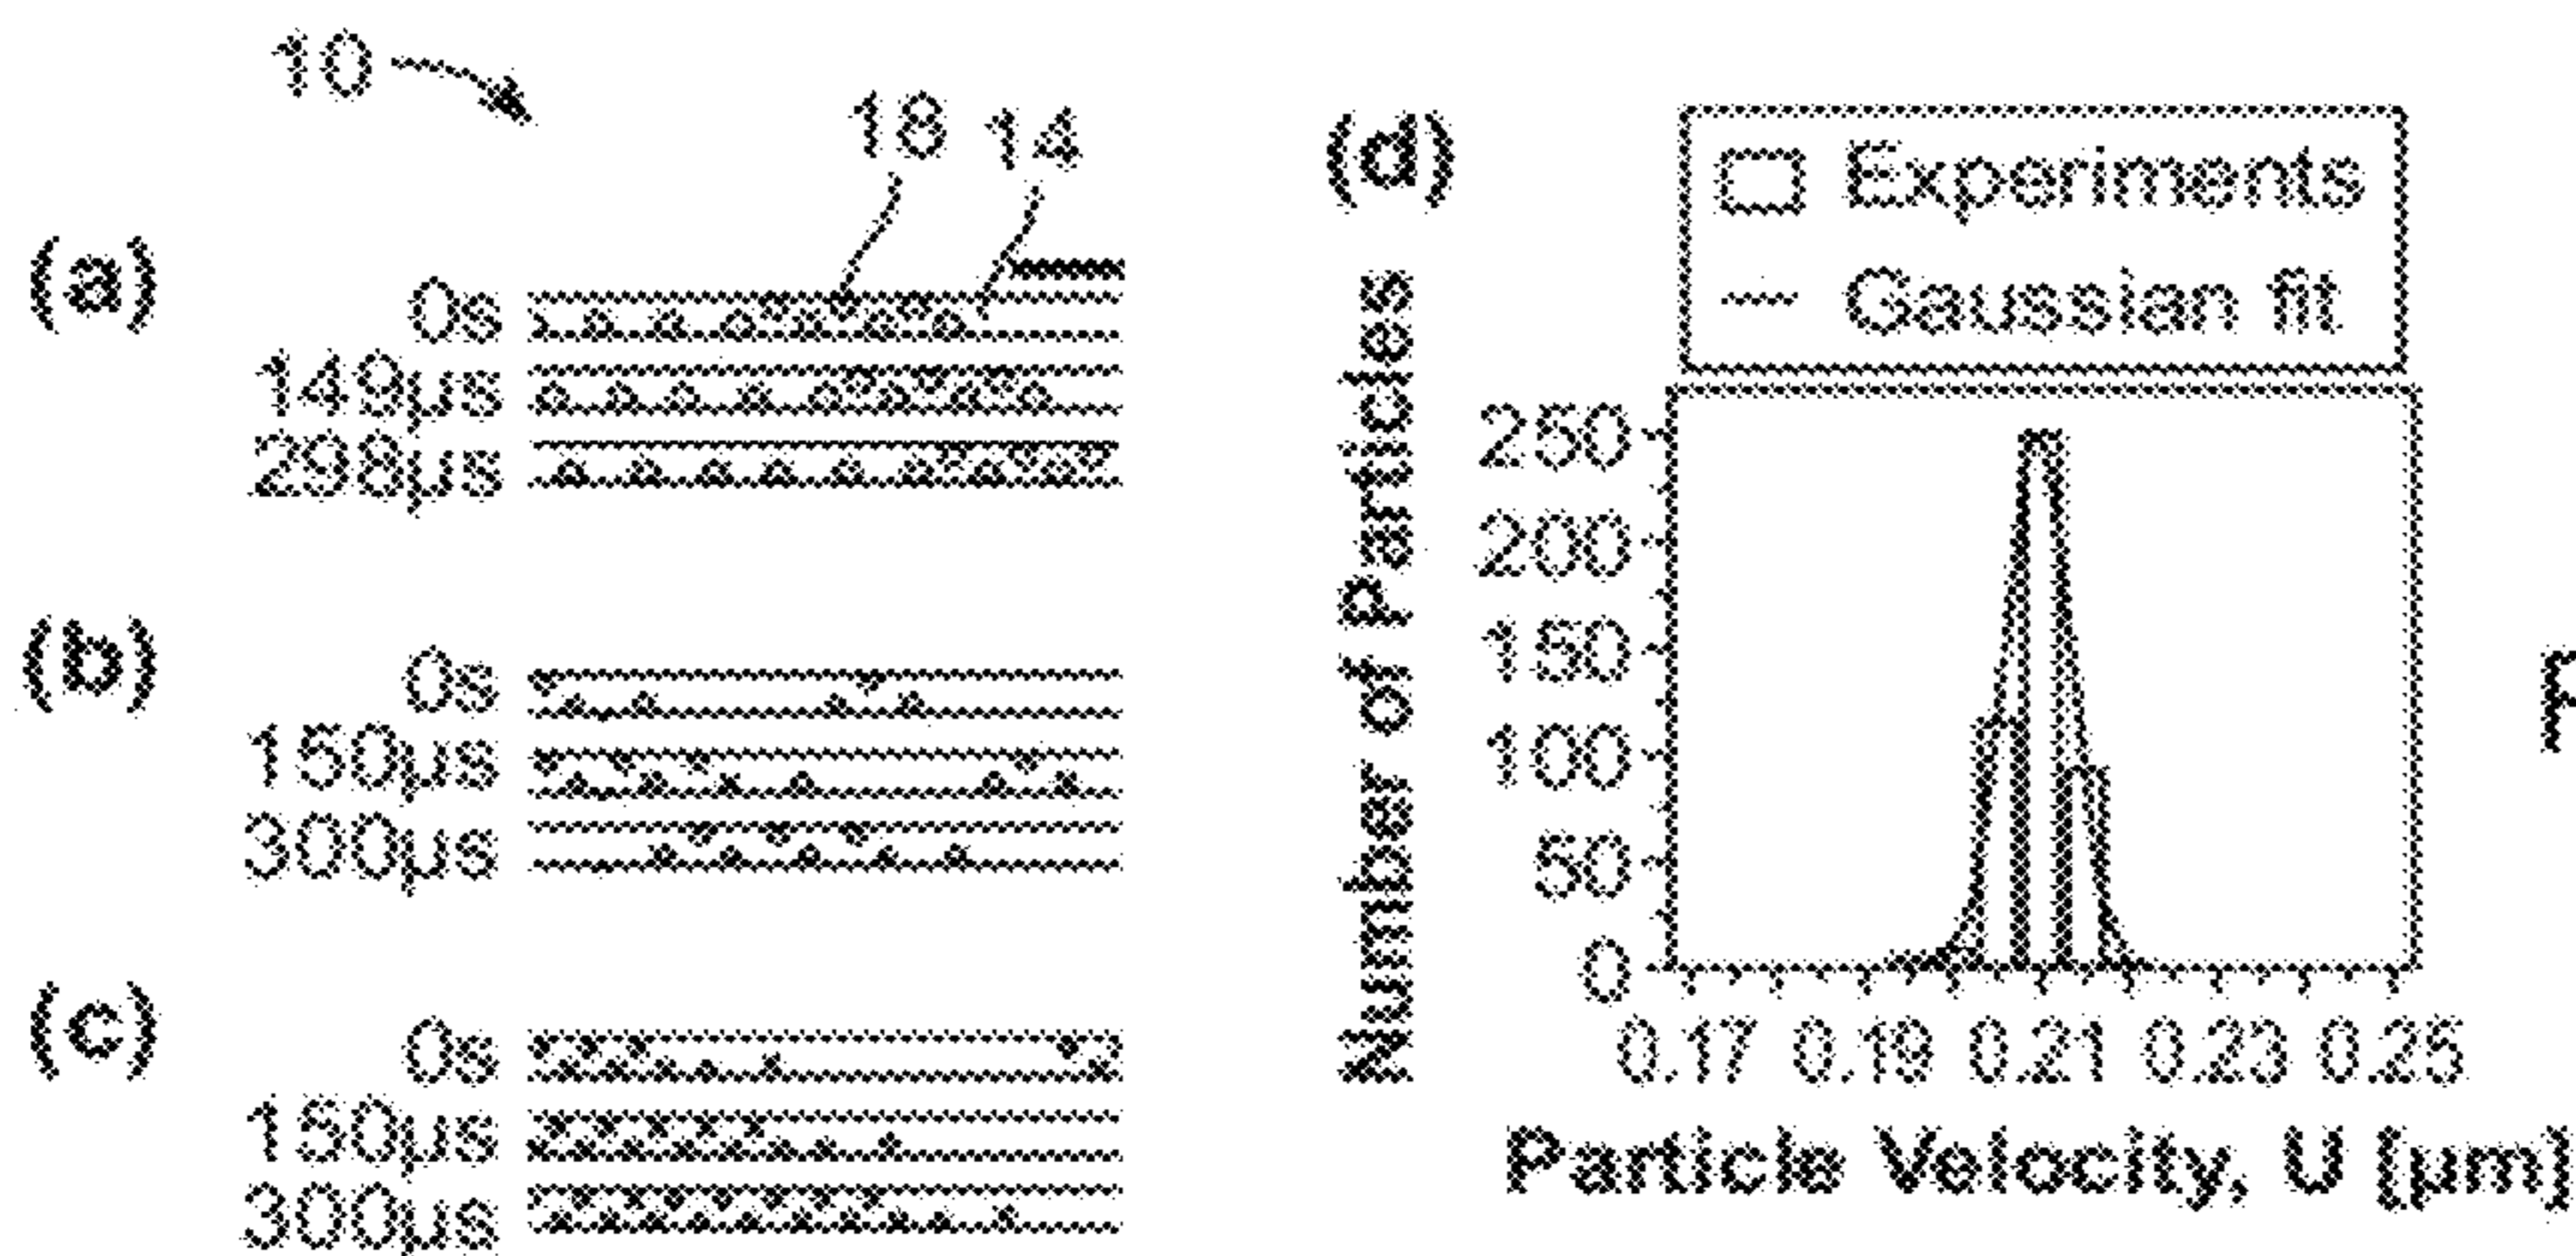 10
18 14
(a)
0s
149µs
298µs
(b)
0s
150µs
300µs
(c)
0s
150µs
300µs
(d)
Experiments
Gaussian fit
Number of Particles
250
200
150
100
50
0
0.17 0.19 0.21 0.23 0.25
Particle Velocity, U [µm]